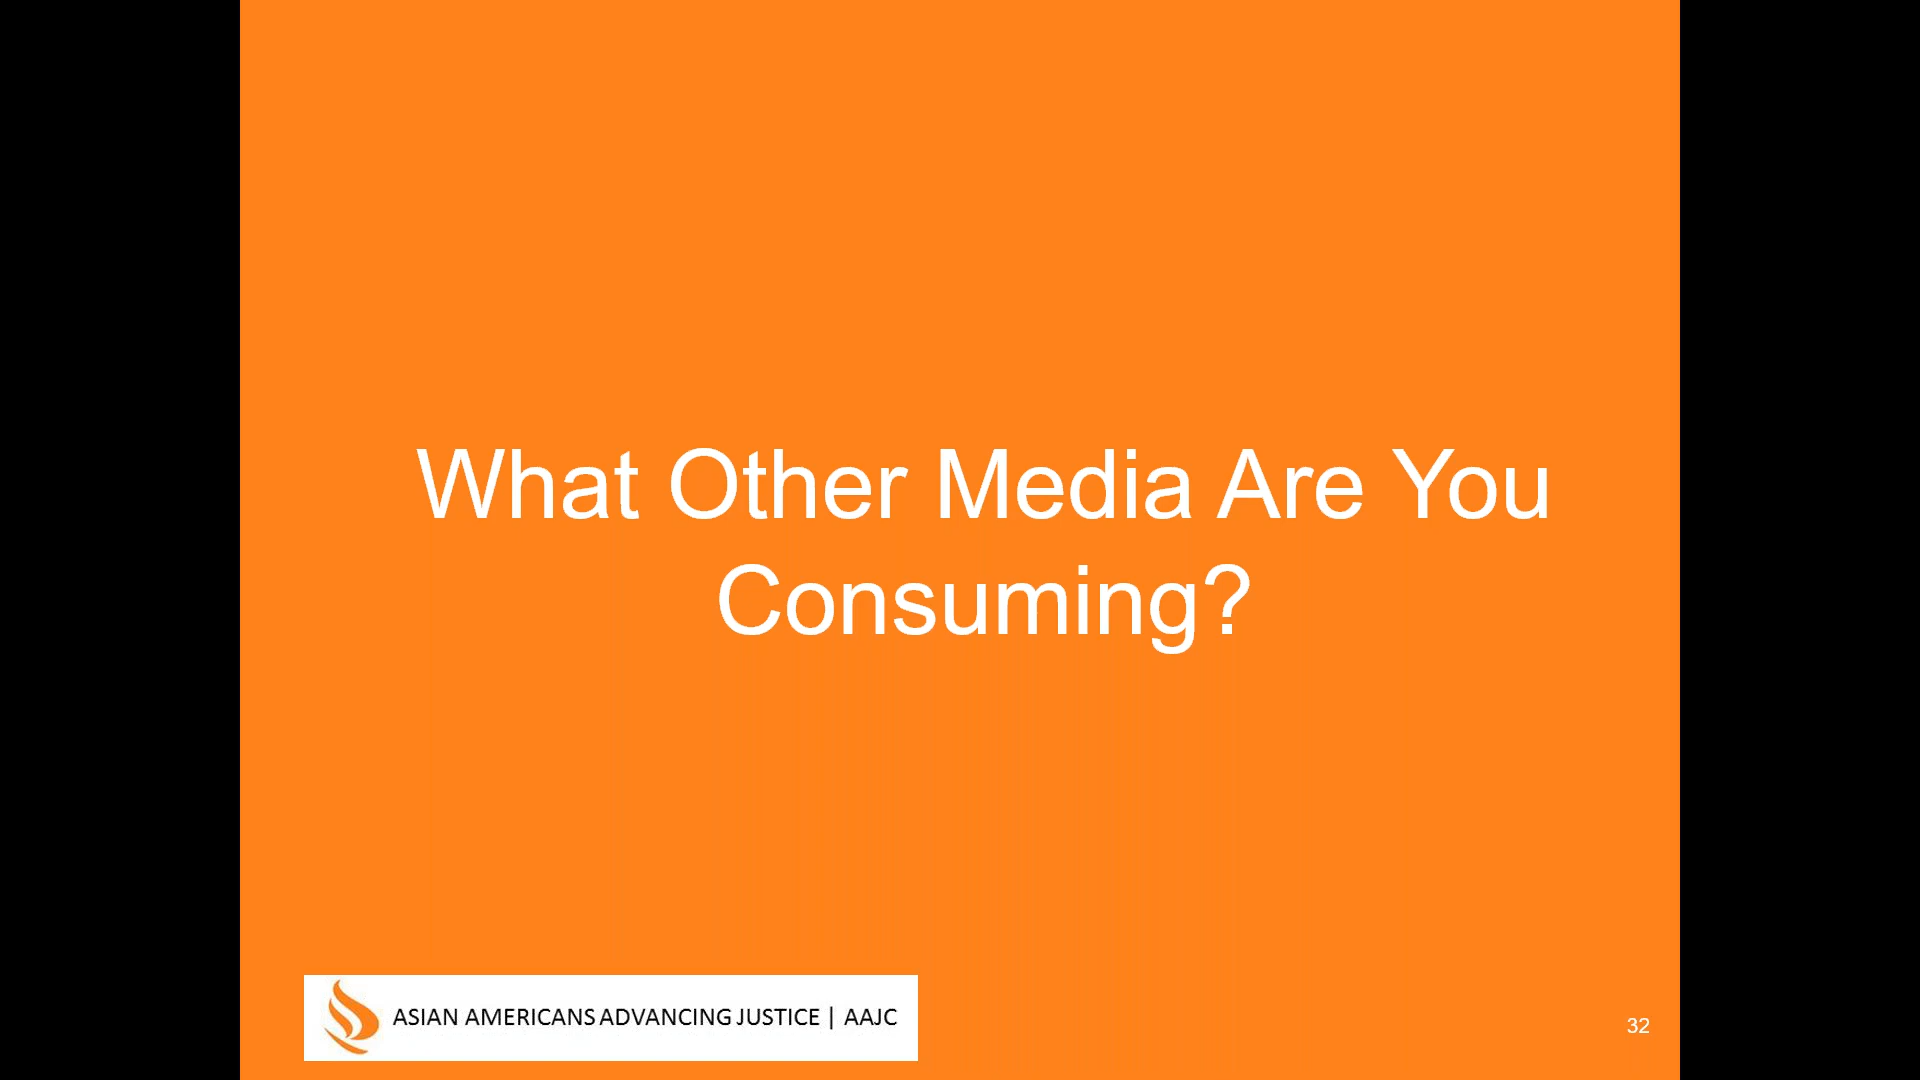 What Other Media Are You
Consuming?
ASIAN AMERICANS ADVANCING JUSTICE | AAJC
32